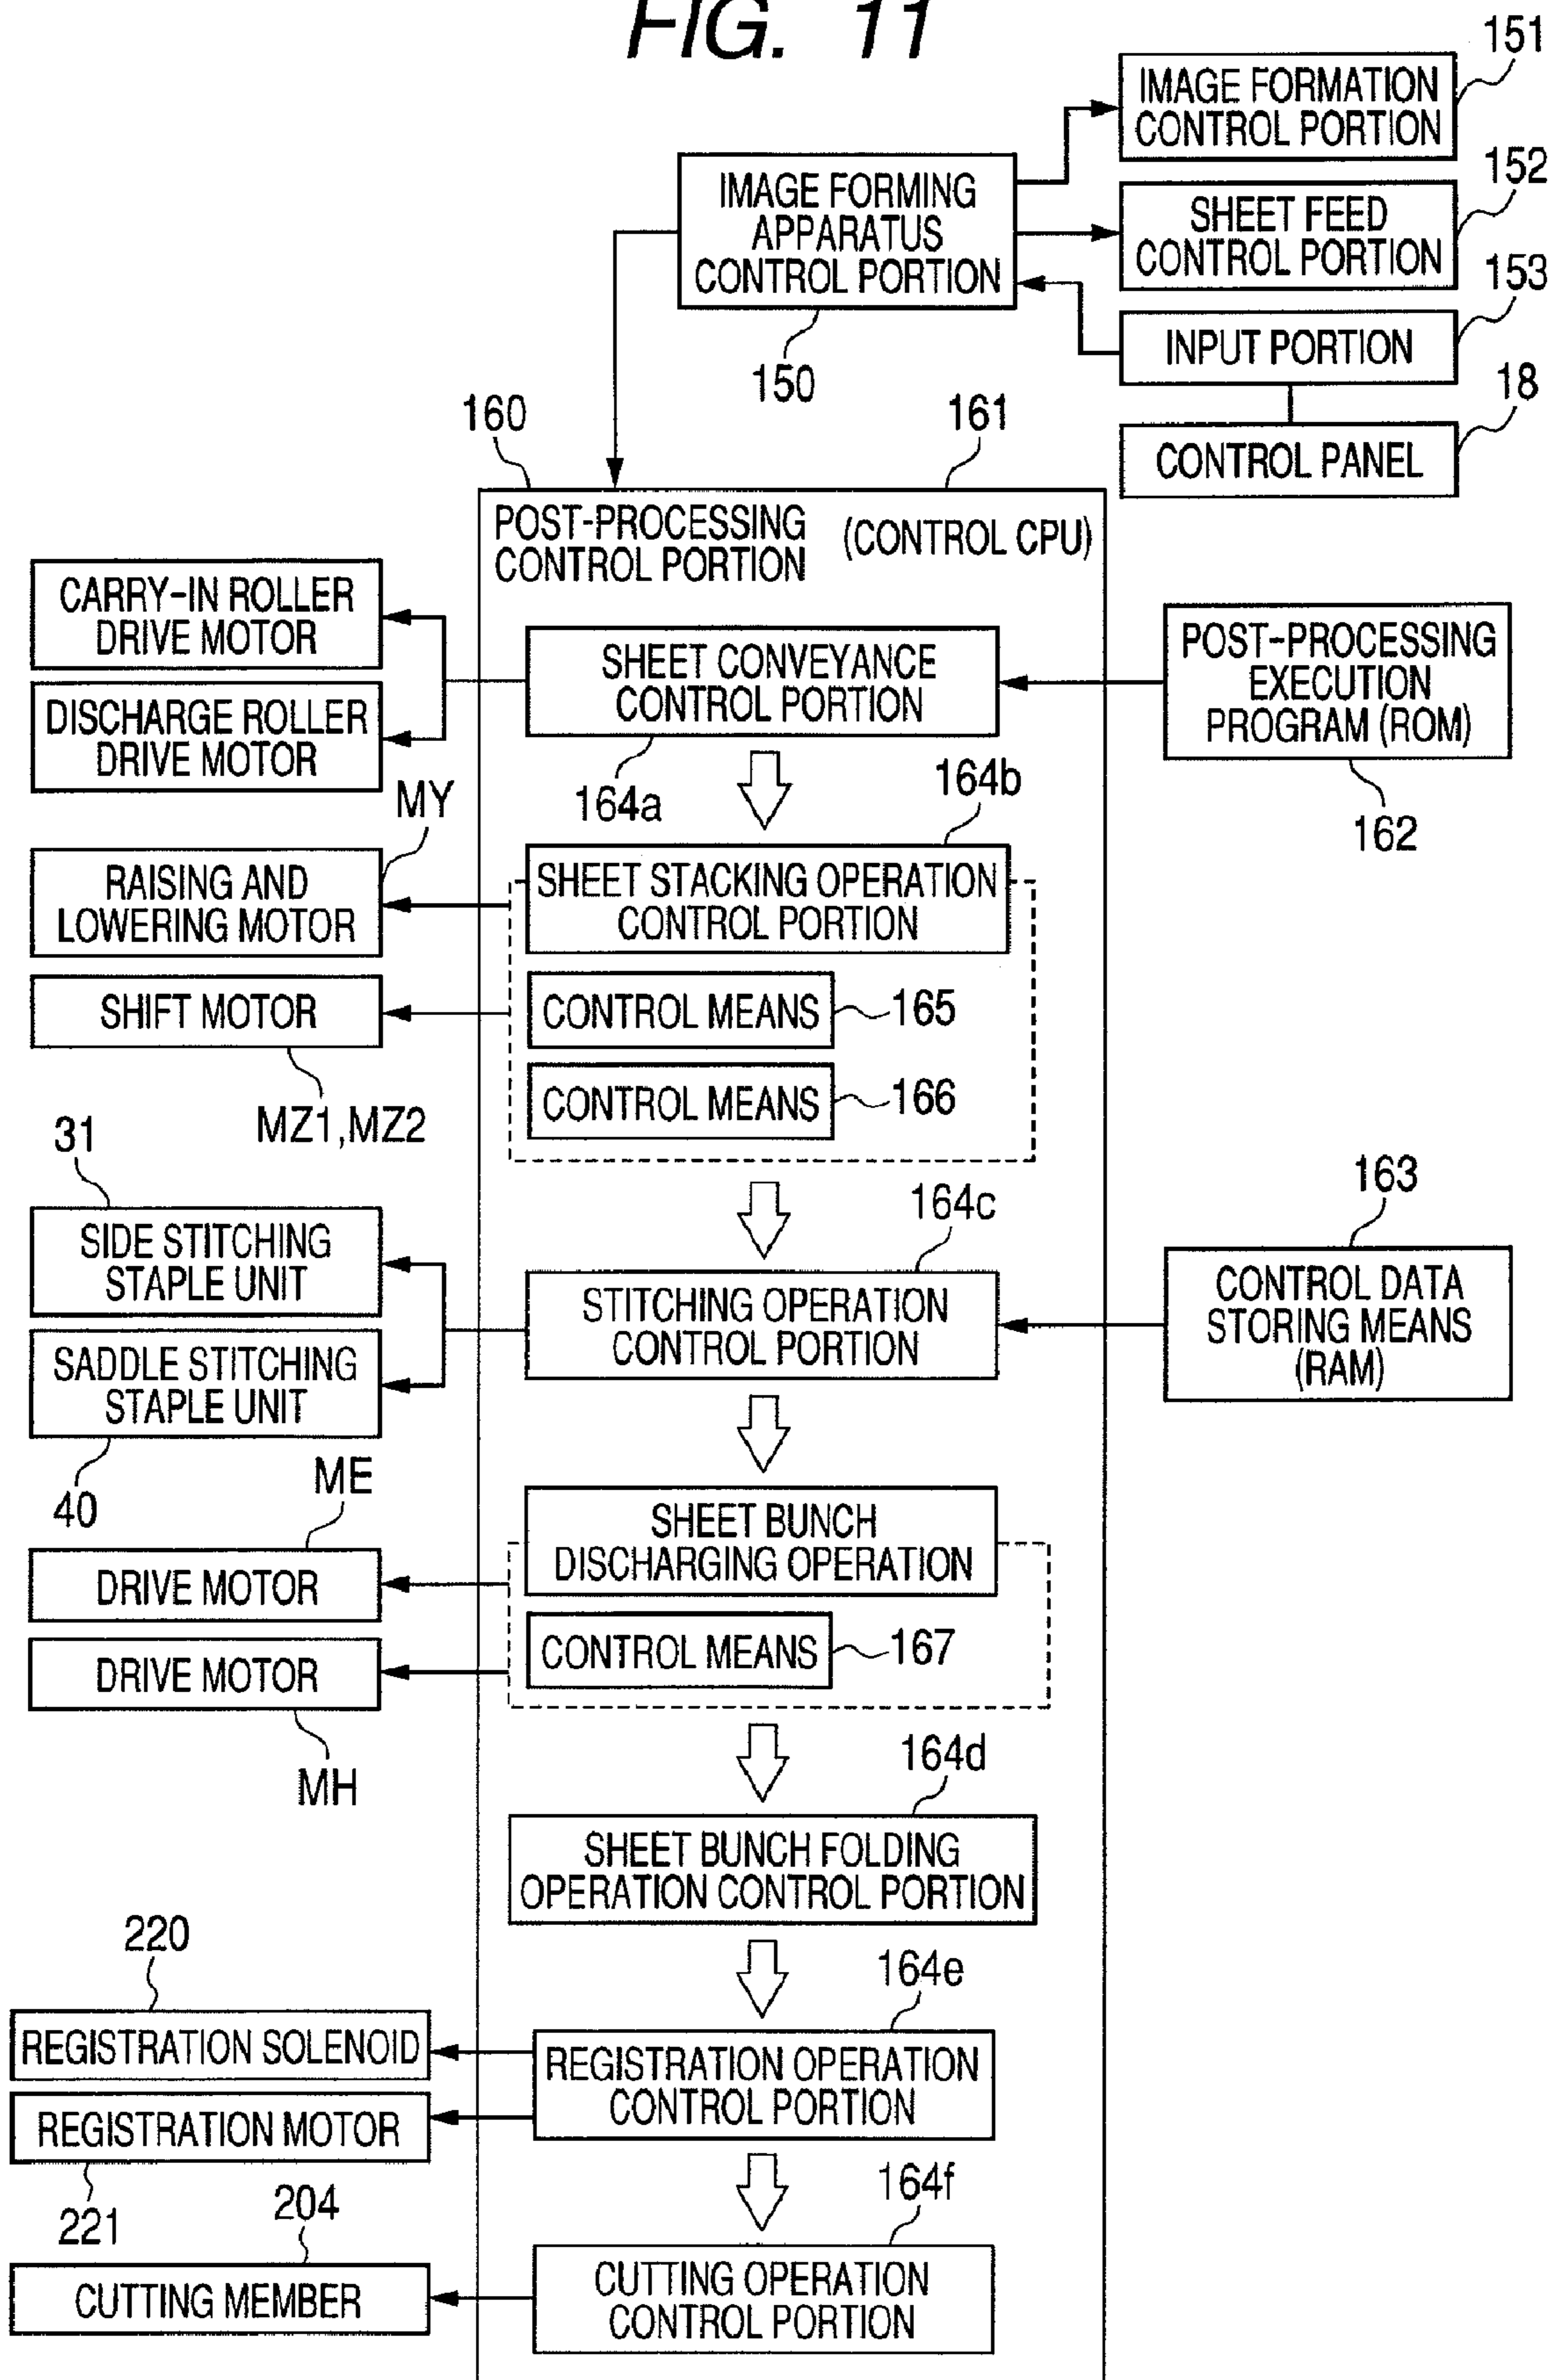 FIG. 11
151
IMAGE FORMATION
CONTROL PORTION
152
IMAGE FORMING
APPARATUS
CONTROL PORTION
150
SHEET FEED
CONTROL PORTION
153
INPUT PORTION
18
CONTROL PANEL
160
161
POST-PROCESSING
CONTROL PORTION
(CONTROL CPU)
CARRY-IN ROLLER
DRIVE MOTOR
DISCHARGE ROLLER
DRIVE MOTOR
SHEET CONVEYANCE
CONTROL PORTION
164a
POST-PROCESSING
EXECUTION
PROGRAM (ROM)
162
MY
164b
RAISING AND
LOWERING MOTOR
SHEET STACKING OPERATION
CONTROL PORTION
SHIFT MOTOR
MZ1,MZ2
CONTROL MEANS
165
CONTROL MEANS
166
31
SIDE STITCHING
STAPLE UNIT
SADDLE STITCHING
STAPLE UNIT
40
164c
STITCHING OPERATION
CONTROL PORTION
163
CONTROL DATA
STORING MEANS
(RAM)
ME
DRIVE MOTOR
DRIVE MOTOR
MH
SHEET BUNCH
DISCHARGING OPERATION
CONTROL MEANS
167
164d
SHEET BUNCH FOLDING
OPERATION CONTROL PORTION
220
REGISTRATION SOLENOID
REGISTRATION MOTOR
221
164e
REGISTRATION OPERATION
CONTROL PORTION
204
CUTTING MEMBER
164f
CUTTING OPERATION
CONTROL PORTION